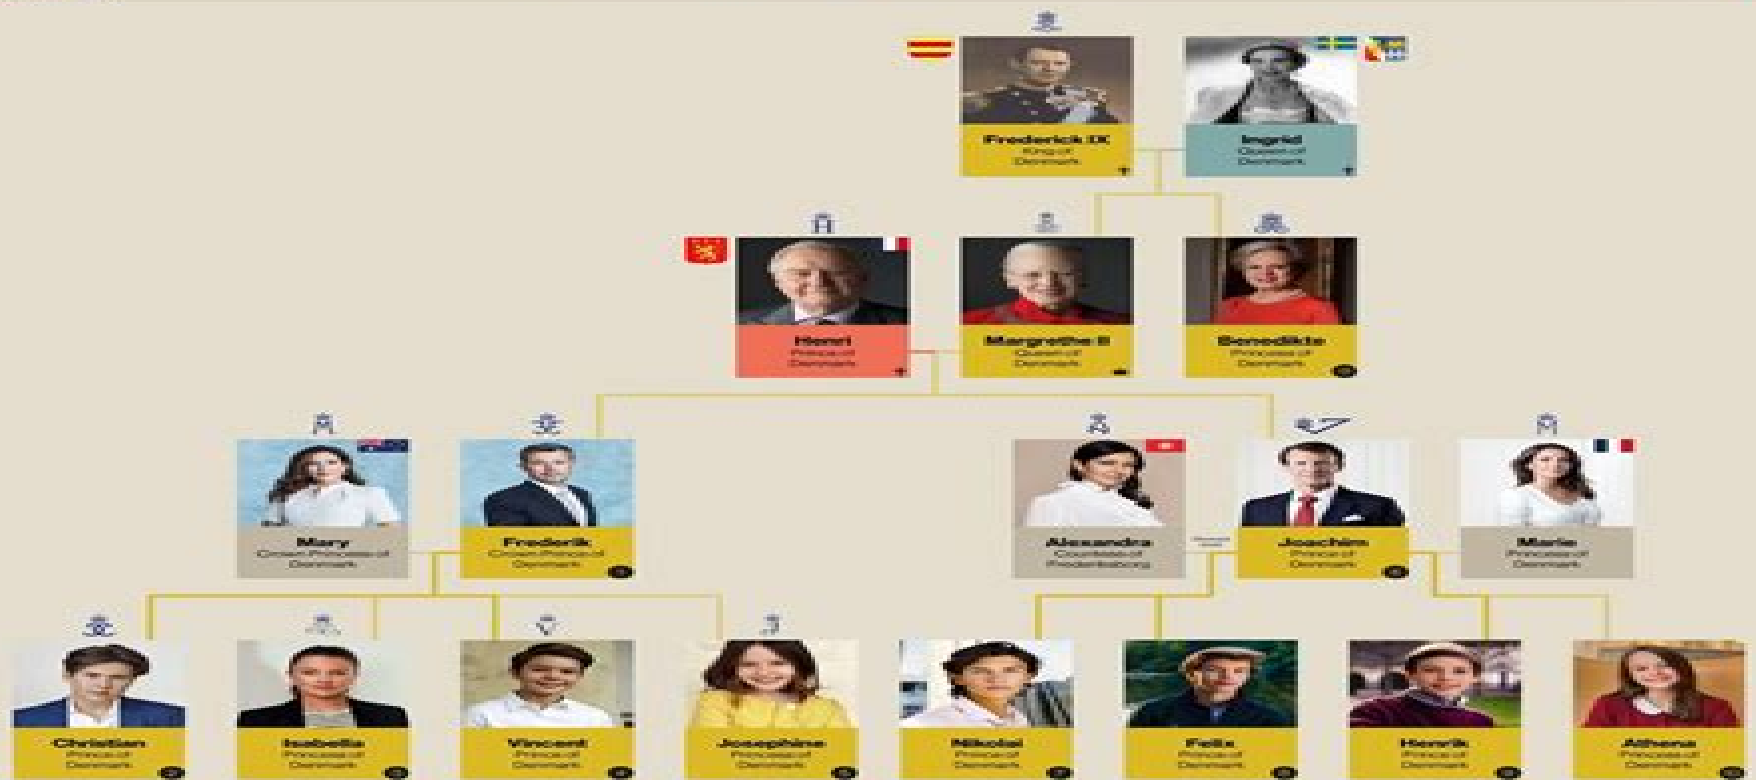 Frederick IX
King of
Denmark
Ingrid
Queen of
Denmark
Henri
Prince of
Denmark
Margrethe II
Queen of
Denmark
Benedikte
Princess of
Denmark
Mary
Crown Princess of
Denmark
Frederik
Crown Prince of
Denmark
Alexandra
Countess of
Frederiksborg
Joachim
Prince of
Denmark
Marie
Princess of
Denmark
Christian
Prince of
Denmark
Isabella
Princess of
Denmark
Vincent
Prince of
Denmark
Josephine
Princess of
Denmark
Nikolai
Prince of
Denmark
Felix
Prince of
Denmark
Henrik
Prince of
Denmark
Athena
Princess of
Denmark